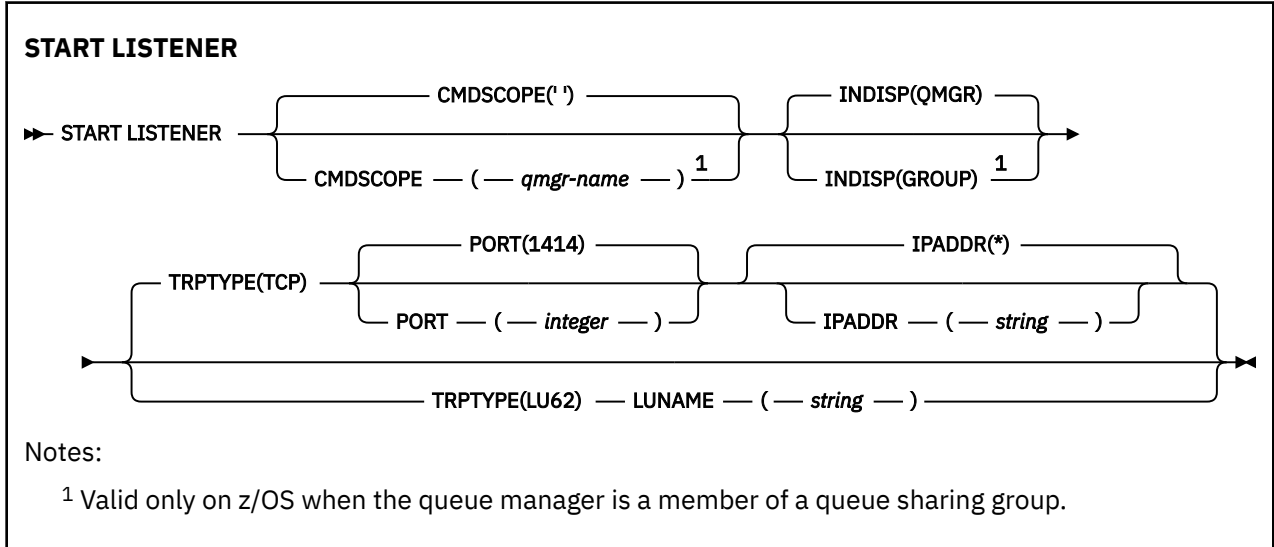 START LISTENER
CMDSCOPE(' ') INDISP(QMGR)
START LISTENER
CMDSCOPE ( qmgr-name ) 1 INDISP(GROUP) 1
PORT(1414) IPADDR(*)
TRPTYPE(TCP)
PORT ( integer ) IPADDR ( string )
TRPTYPE(LU62) LUNAME ( string )
Notes:
1 Valid only on z/OS when the queue manager is a member of a queue sharing group.